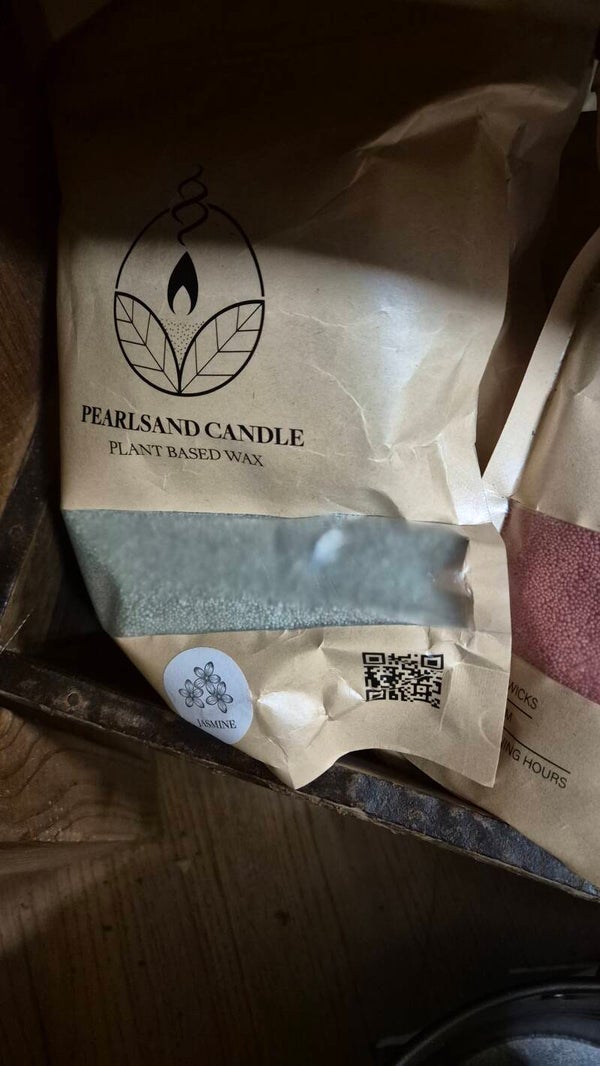 PEARLSAND CANDLE
PLANT BASED WAX
JASMINE
WICKS
M
ING HOURS